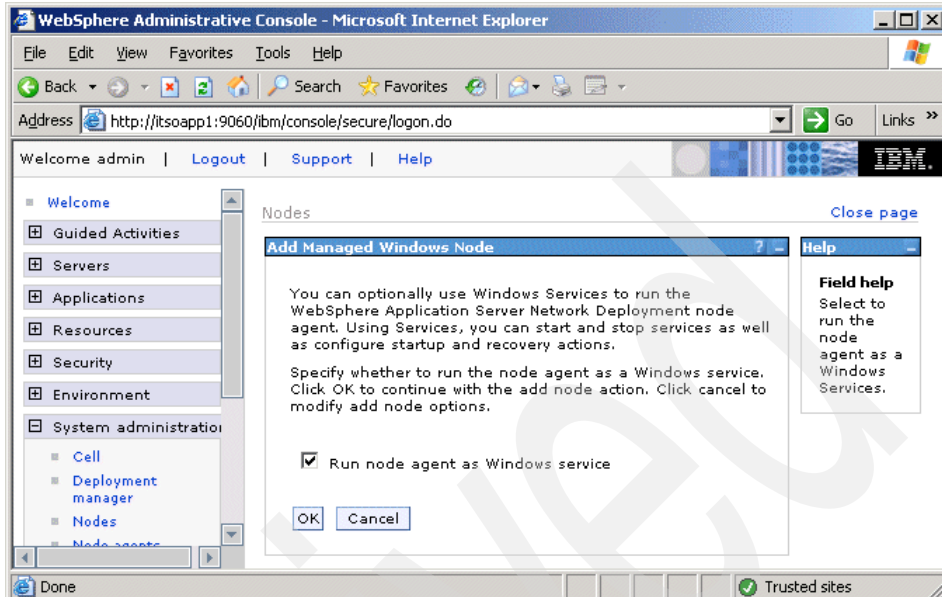 WebSphere Administrative Console - Microsoft Internet Explorer
File Edit View Favorites Tools Help
Back Search Favorites
Address http://itsoapp1:9060/ibm/console/secure/logon.do Go Links »
Welcome admin | Logout | Support | Help IBM.
Welcome
Guided Activities
Servers
Applications
Resources
Security
Environment
System administration
Cell
Deployment
manager
Nodes
Node agents
Nodes Close page
Add Managed Windows Node ? -
You can optionally use Windows Services to run the
WebSphere Application Server Network Deployment node
agent. Using Services, you can start and stop services as well
as configure startup and recovery actions.
Specify whether to run the node agent as a Windows service.
Click OK to continue with the add node action. Click cancel to
modify add node options.
Run node agent as Windows service
OK Cancel
Help -
Field help
Select to
run the
node
agent as a
Windows
Services.
Done Trusted sites